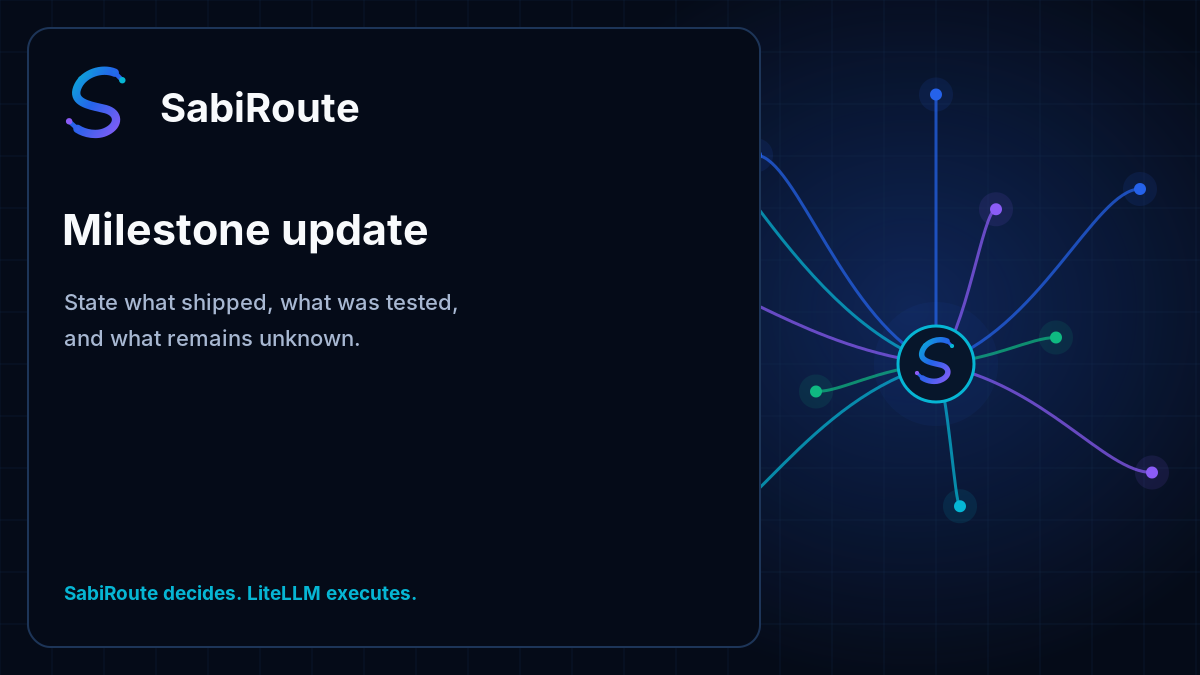 SabiRoute
Milestone update
State what shipped, what was tested,
and what remains unknown.
SabiRoute decides. LiteLLM executes.